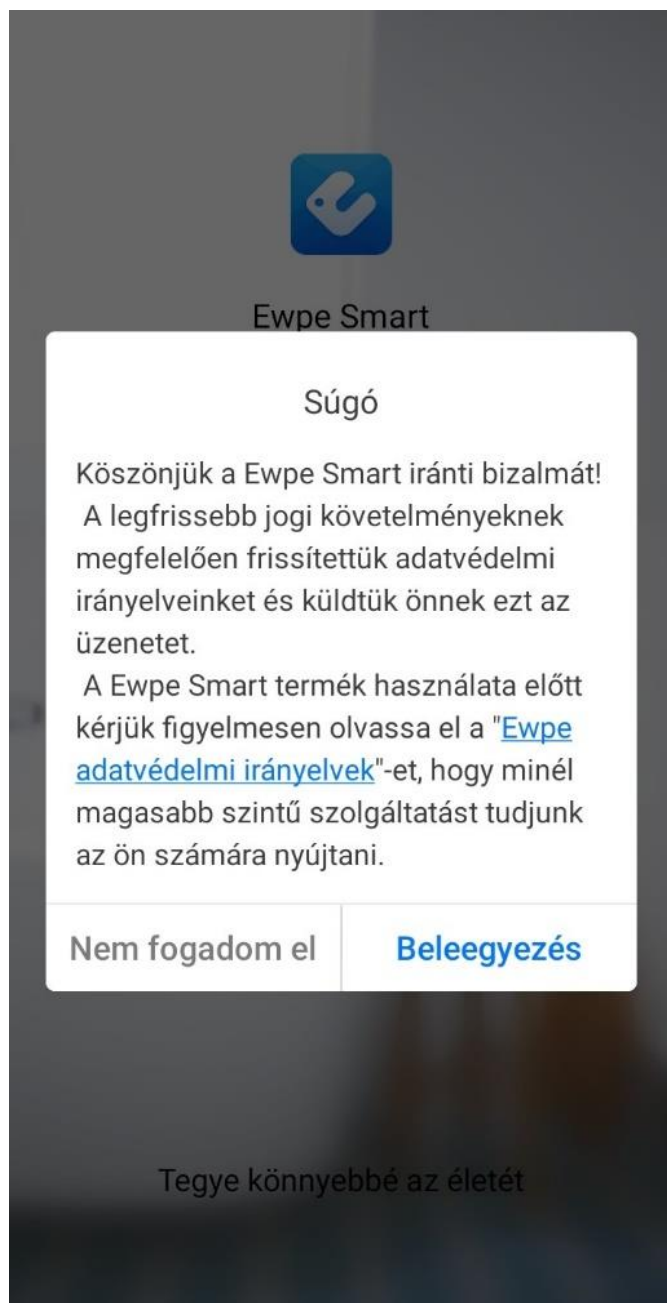 Ewpe Smart
Súgó
Köszönjük a Ewpe Smart iránti bizalmát!
A legfrissebb jogi követelményeknek
megfelelően frissítettük adatvédelmi
irányelveinket és küldtük önnek ezt az
üzenetet.
A Ewpe Smart termék használata előtt
kérjük figyelmesen olvassa el a "Ewpe
adatvédelmi irányelvek"-et, hogy minél
magasabb szintű szolgáltatást tudjunk
az ön számára nyújtani.
Nem fogadom el
Beleegyezés
Tegye könnyebbé az életét